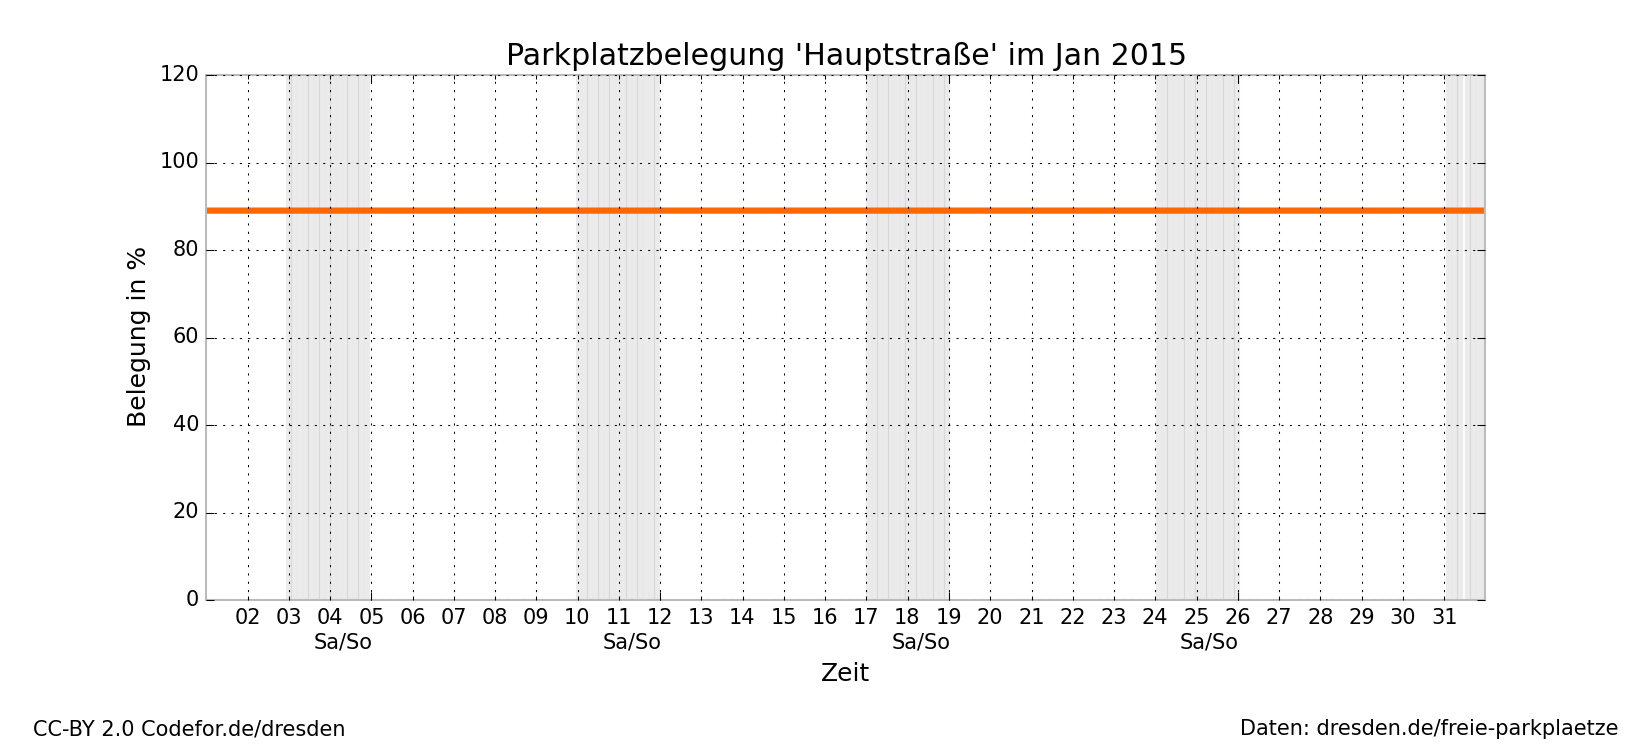 Parkplatzbelegung 'Hauptstraße' im Jan 2015
120
100
80
60
40
20
0
Belegung in %
02 03 04 05 06 07 08 09 10 11 12 13 14 15 16 17 18 19 20 21 22 23 24 25 26 27 28 29 30 31
Sa/So Sa/So Sa/So Sa/So
Zeit
CC-BY 2.0 Codefor.de/dresden
Daten: dresden.de/freie-parkplaetze